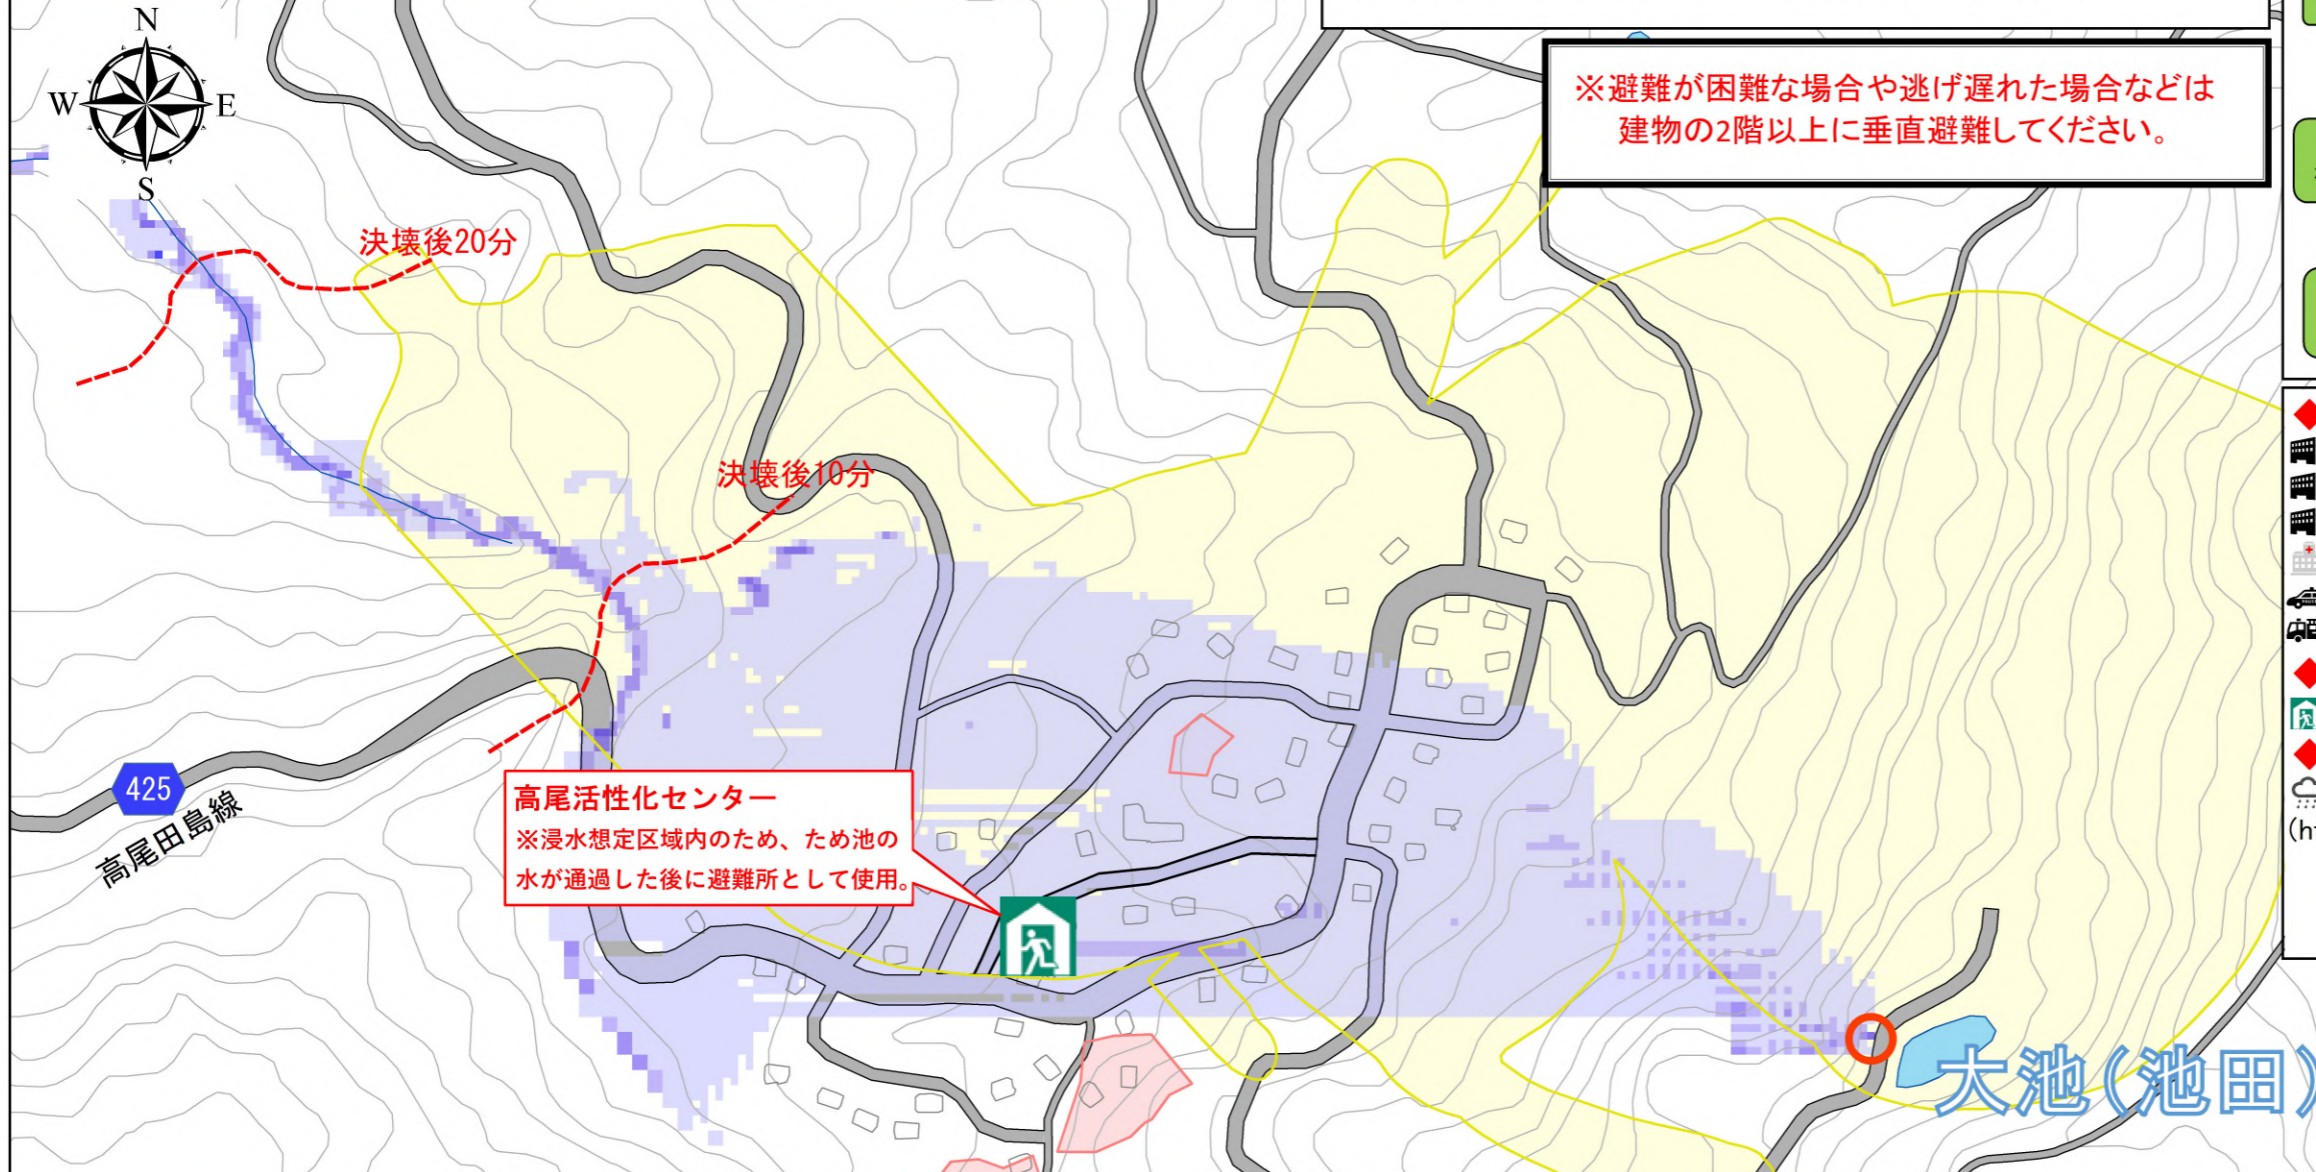 N
W
E
S
※避難が困難な場合や逃げ遅れた場合などは
建物の2階以上に垂直避難してください。
決壊後20分
決壊後10分
425
高尾田島線
高尾活性化センター
※浸水想定区域内のため、ため池の
水が通過した後に避難所として使用。
大池(池田)